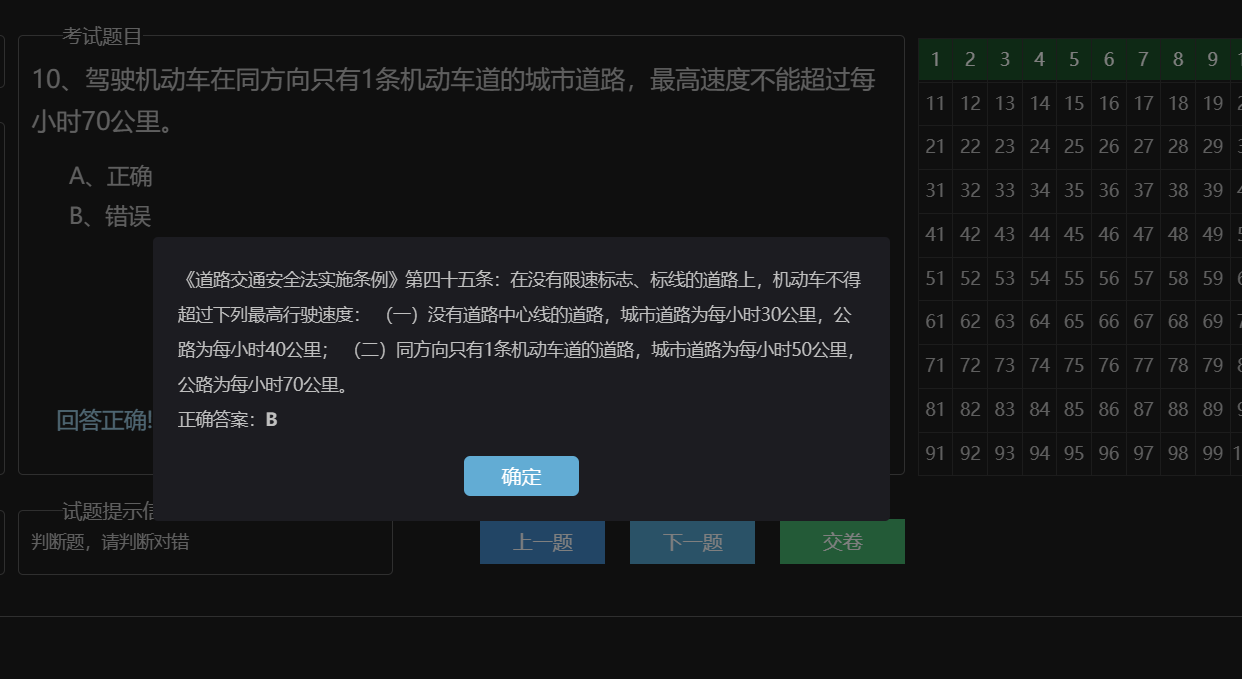 考试题目
10、驾驶机动车在同方向只有1条机动车道的城市道路，最高速度不能超过每
小时70公里。
A、正确
B、错误
《道路交通安全法实施条例》第四十五条：在没有限速标志、标线的道路上，机动车不得
超过下列最高行驶速度： （一）没有道路中心线的道路，城市道路为每小时30公里，公
路为每小时40公里； （二）同方向只有1条机动车道的道路，城市道路为每小时50公里，
公路为每小时70公里。
正确答案：B
确定
回答正确!
试题提示信
判断题，请判断对错
上一题 下一题 交卷
1 2 3 4 5 6 7 8 9
11 12 13 14 15 16 17 18 19
21 22 23 24 25 26 27 28 29
31 32 33 34 35 36 37 38 39
41 42 43 44 45 46 47 48 49
51 52 53 54 55 56 57 58 59
61 62 63 64 65 66 67 68 69
71 72 73 74 75 76 77 78 79
81 82 83 84 85 86 87 88 89
91 92 93 94 95 96 97 98 99